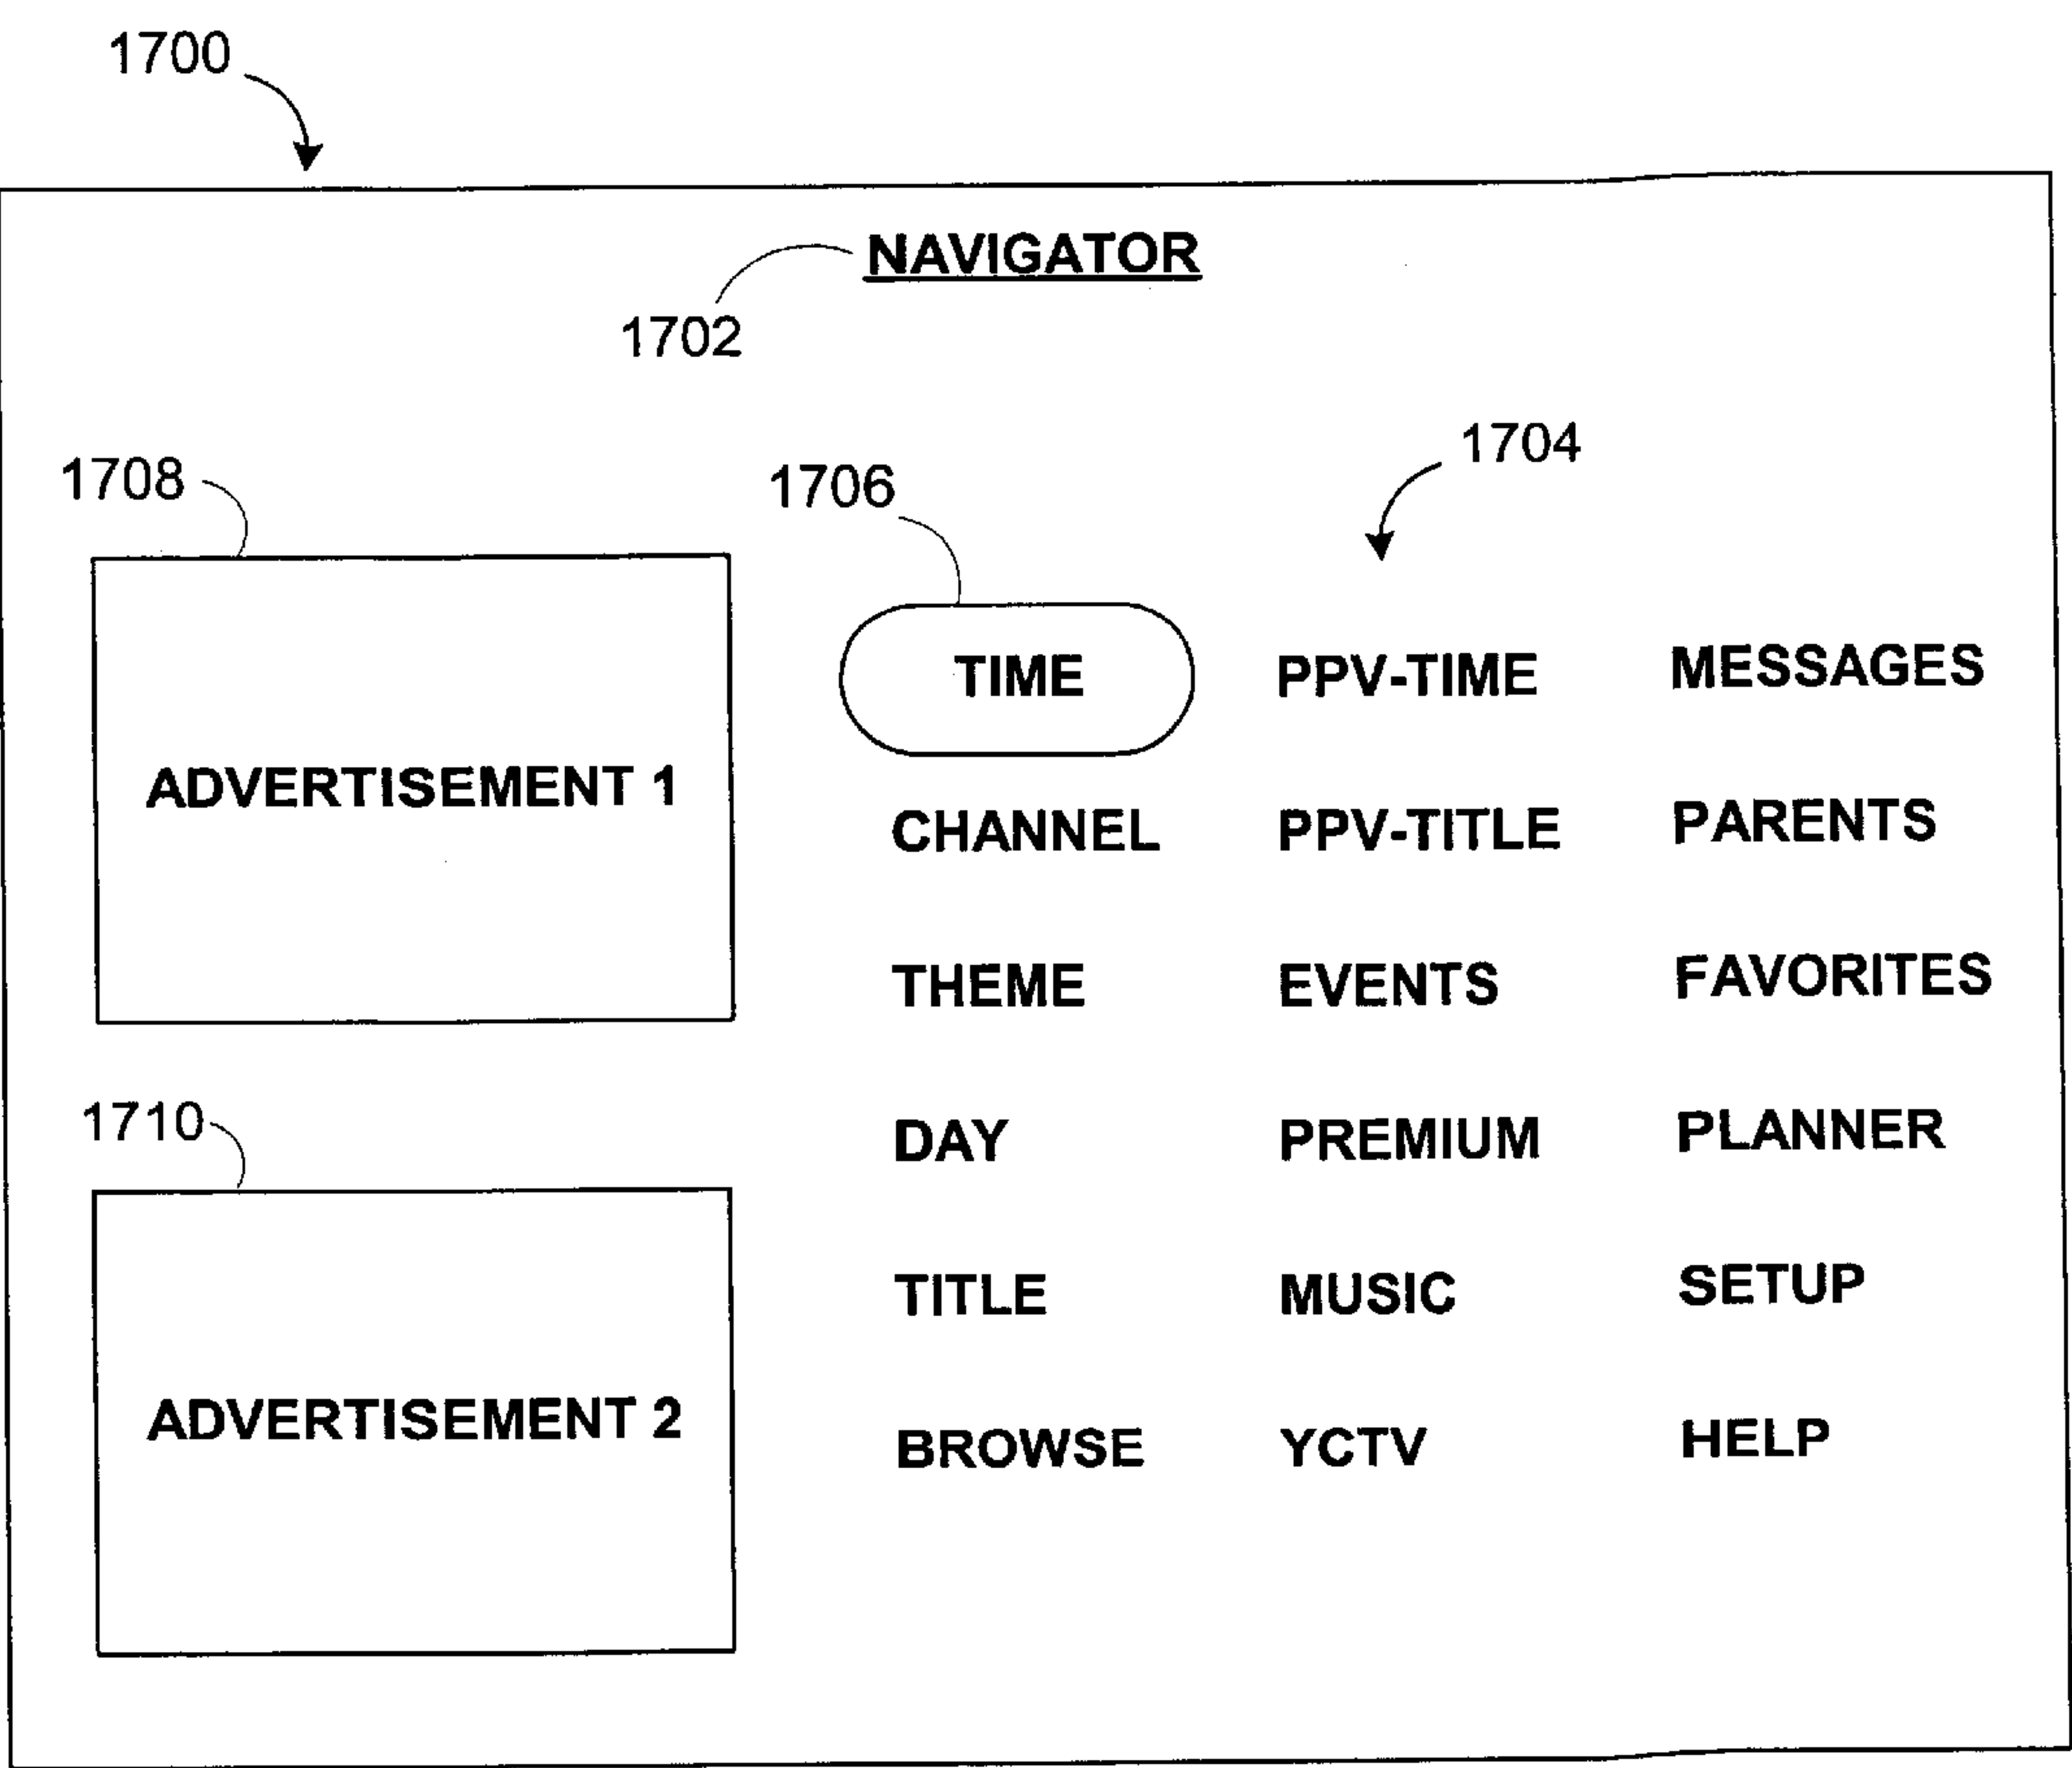 1700
NAVIGATOR
1702
1704
1708
1706
TIME PPV-TIME MESSAGES
ADVERTISEMENT 1
CHANNEL PPV-TITLE PARENTS
THEME EVENTS FAVORITES
1710
DAY PREMIUM PLANNER
TITLE MUSIC SETUP
ADVERTISEMENT 2
BROWSE YCTV HELP